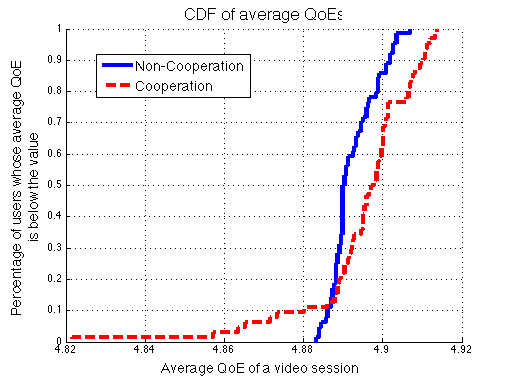 CDF of average QoEs
Percentage of users whose average QoE
is below the value
1
0.9
0.8
0.7
0.6
0.5
0.4
0.3
0.2
0.1
0
Non-Cooperation
Cooperation
4.82 4.84 4.86 4.88 4.9 4.92
Average QoE of a video session